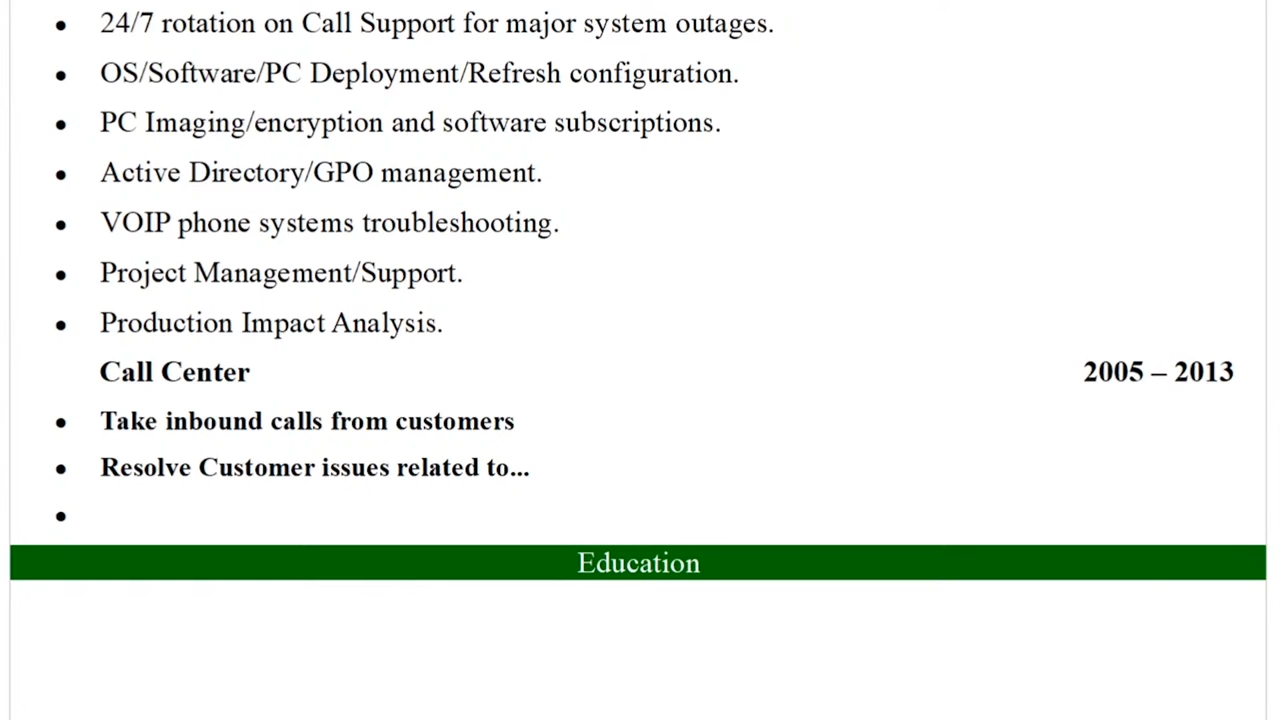 24/7 rotation on Call Support for major system outages.
OS/Software/PC Deployment/Refresh configuration.
PC Imaging/encryption and software subscriptions.
Active Directory/GPO management.
VOIP phone systems troubleshooting.
Project Management/Support.
Production Impact Analysis.
Call Center 2005 – 2013
Take inbound calls from customers
Resolve Customer issues related to...
Education